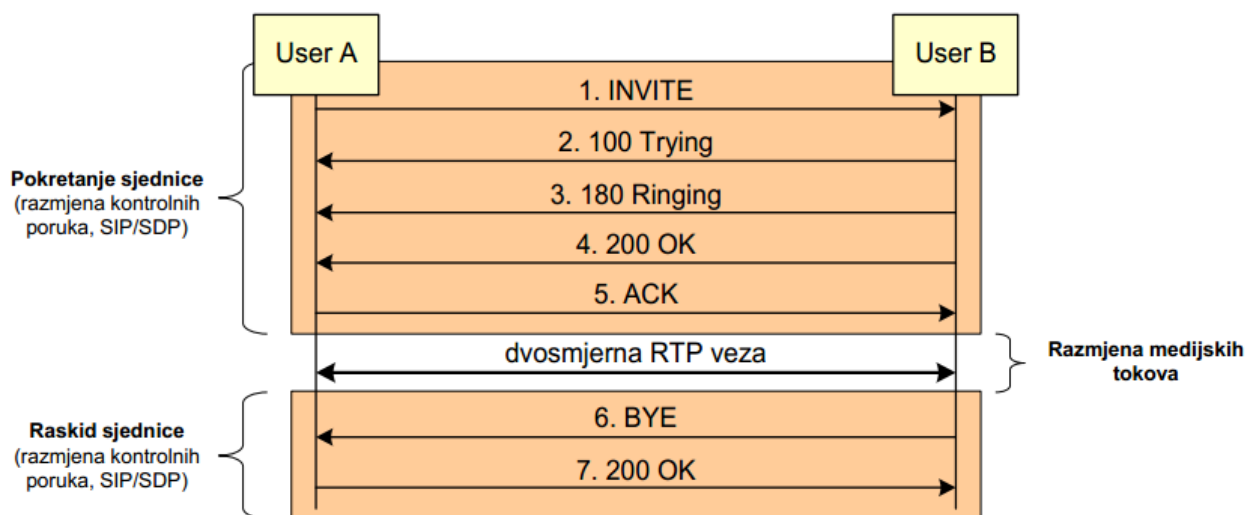 User A
User B
1. INVITE
2. 100 Trying
3. 180 Ringing
4. 200 OK
5. ACK
Pokretanje sjednice
(razmjena kontrolnih
poruka, SIP/SDP)
dvosmjerna RTP veza
Razmjena medijskih
tokova
6. BYE
7. 200 OK
Raskid sjednice
(razmjena kontrolnih
poruka, SIP/SDP)